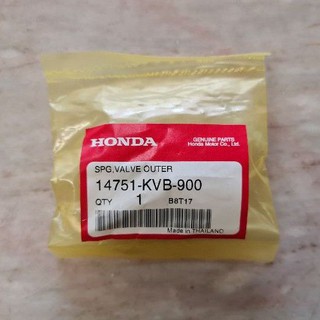 HONDA
GENUINE PARTS
Honda Motor Co., Ltd.
SPG,VALVE OUTER
14751-KVB-900
QTY 1 B8T17
Made in THAILAND